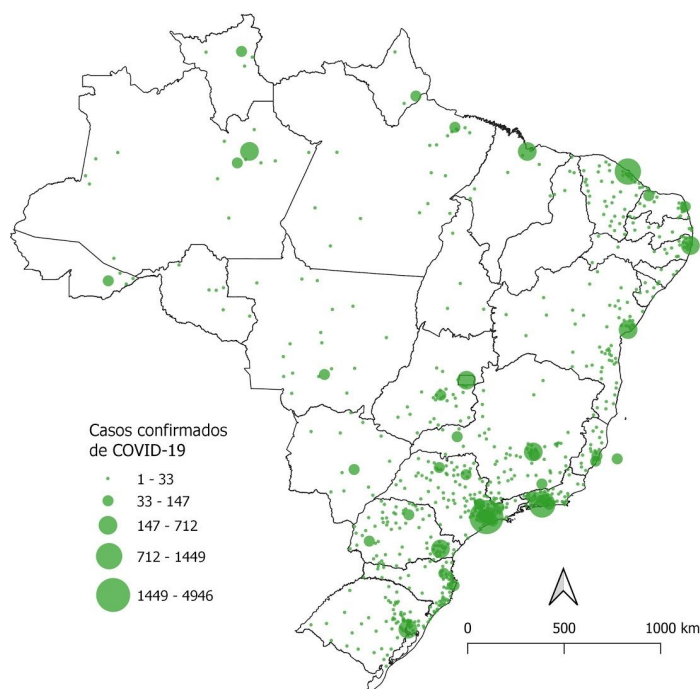 Casos confirmados
de COVID-19
1 - 33
33 - 147
147 - 712
712 - 1449
1449 - 4946
0 500 1000 km